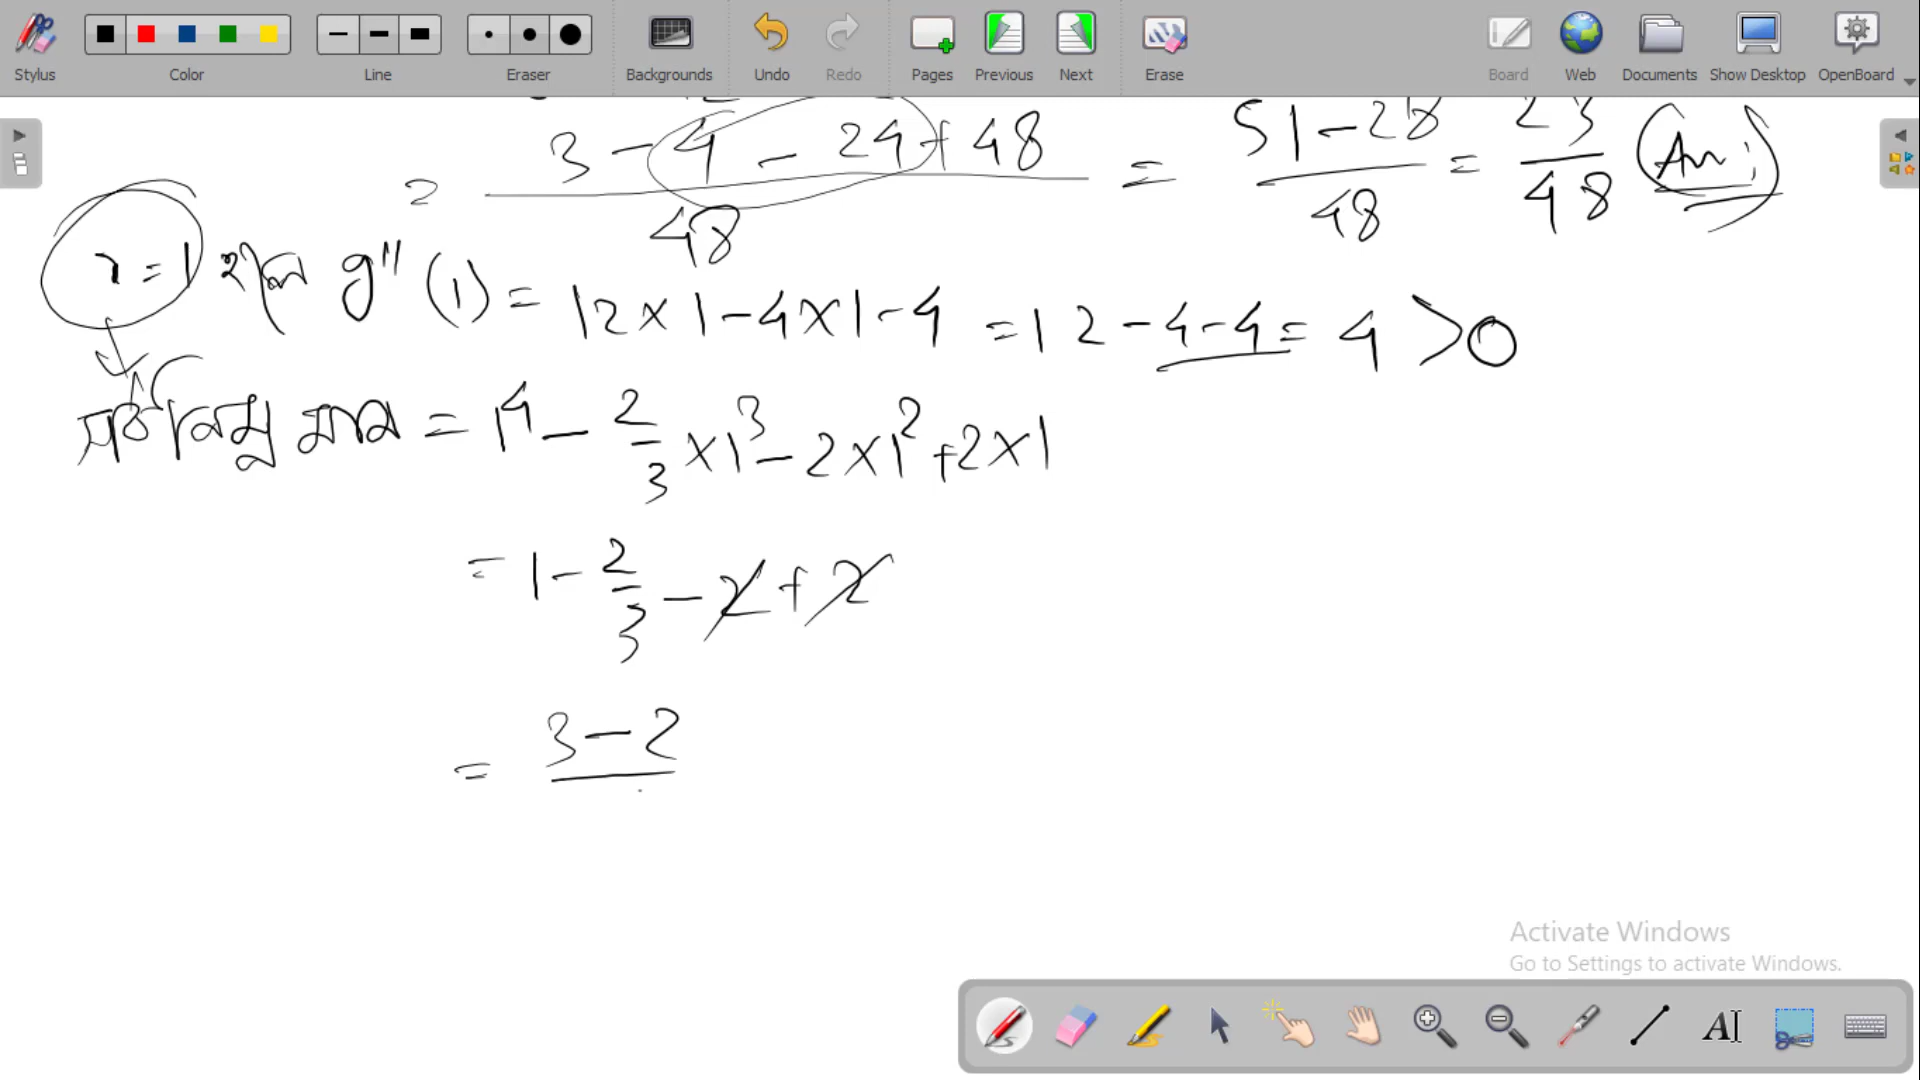 Stylus Color Line Eraser Backgrounds Undo Redo Pages Previous Next Erase Board Web Documents Show Desktop OpenBoard
= (3 - 4 - 24 + 48)/48 = (51 - 28)/48 = 23/48 (Ans:)
x = 1 হলে g''(1) = 12×1 - 4×1 - 4 = 12 - 4 - 4 = 4 > 0
সর্বনিম্ন মান = 1⁴ - 2/3 ×1³ - 2×1² + 2×1
= 1 - 2/3 - 2 + 2
= 3 - 2
Activate Windows
Go to Settings to activate Windows.